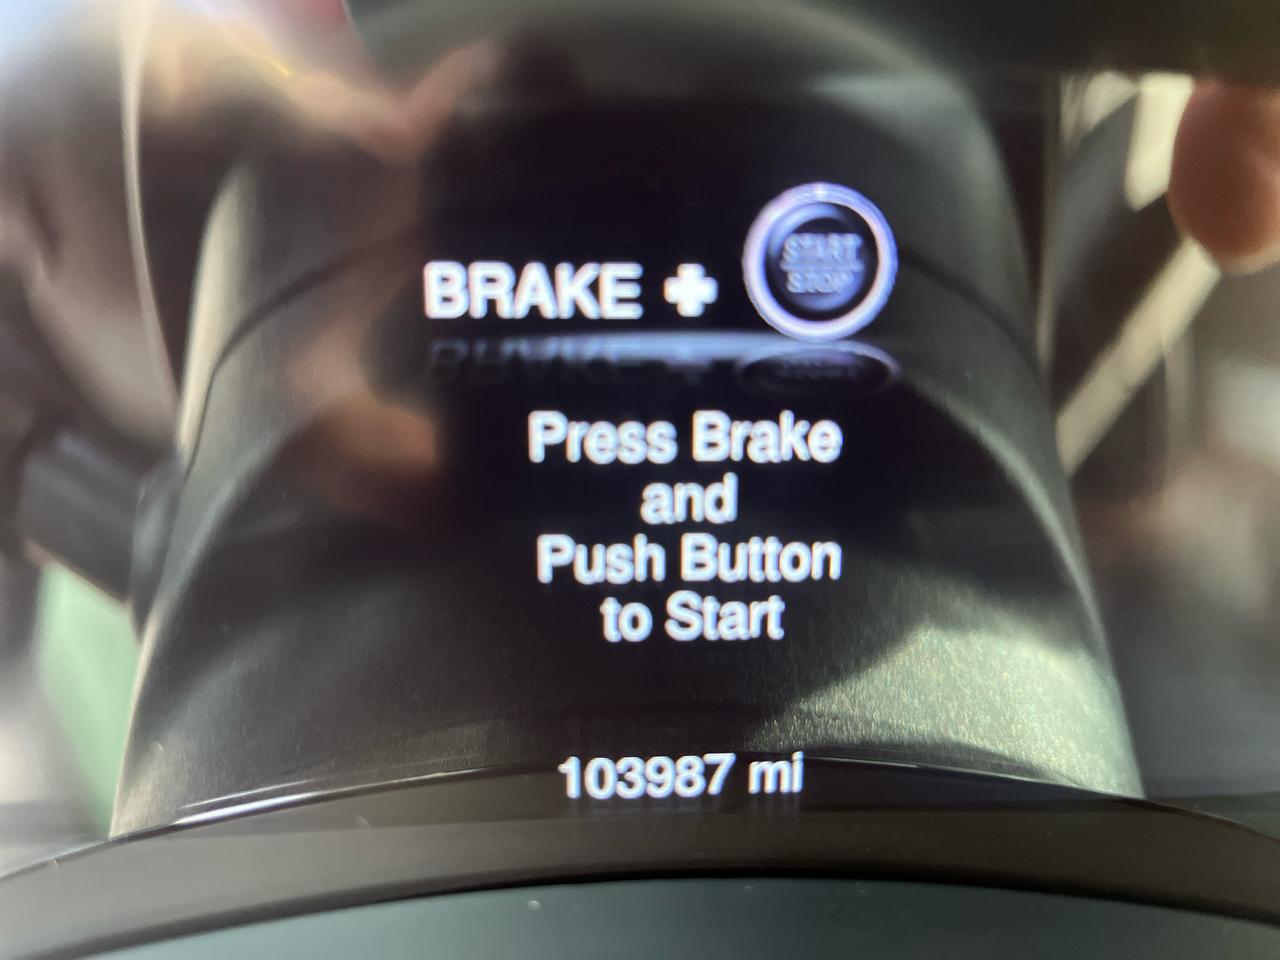 BRAKE + START STOP
Press Brake
and
Push Button
to Start
103987 mi